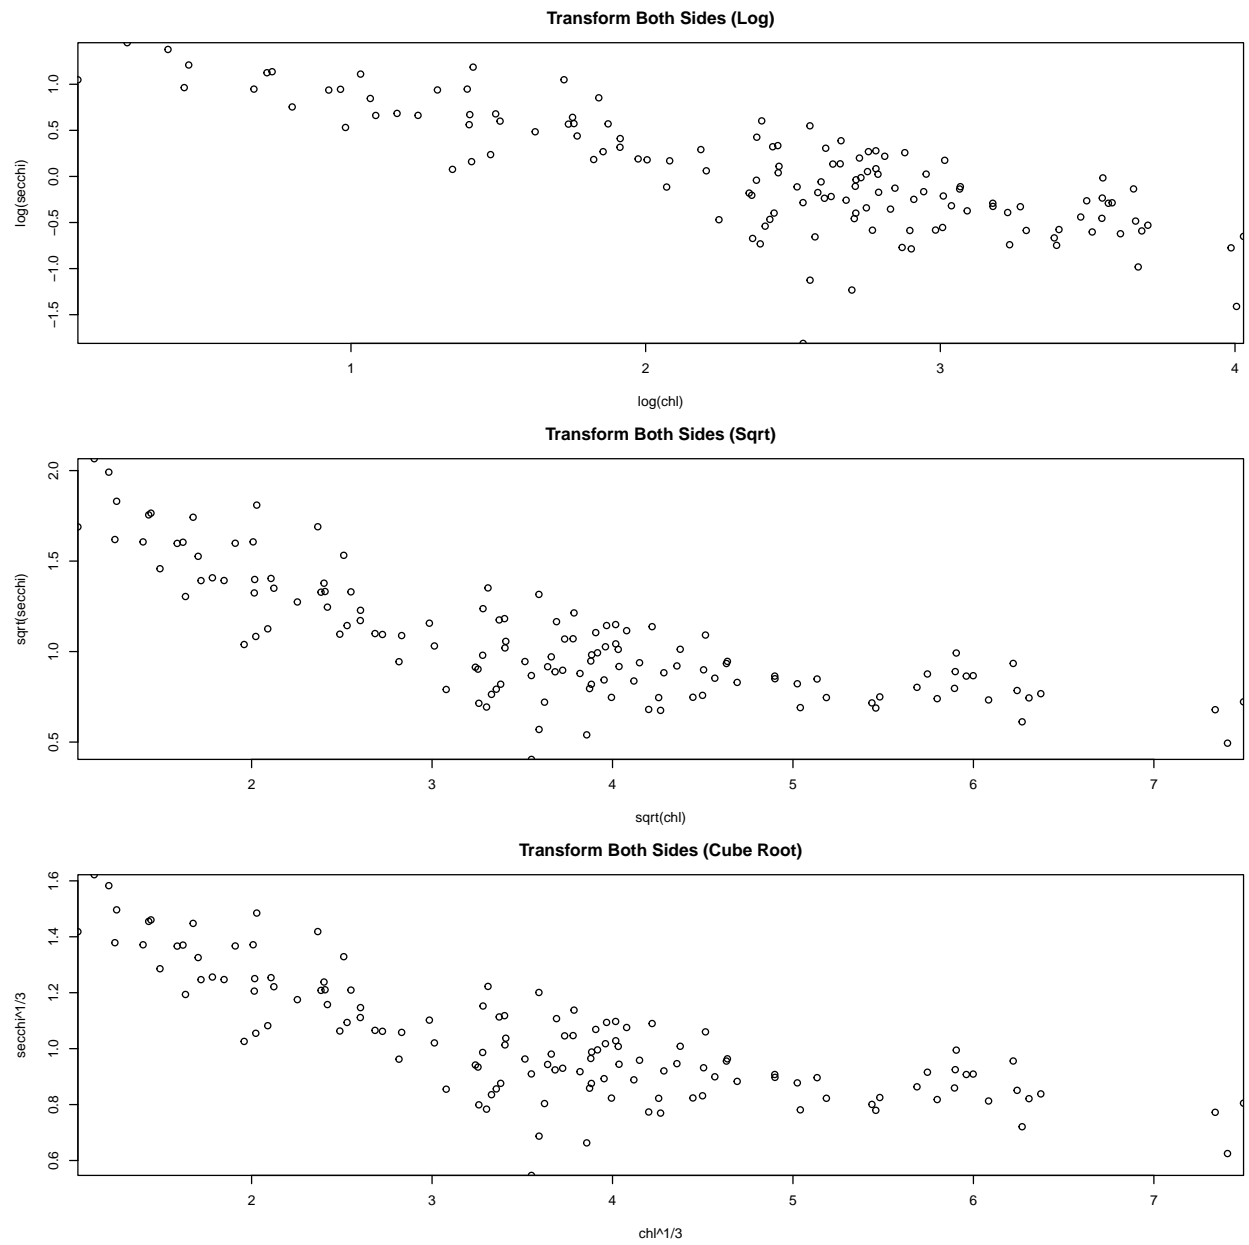 Transform Both Sides (Log)
1.0
0.5
0.0
−0.5
−1.0
−1.5
log(secchi)
1 2 3 4
log(chl)
Transform Both Sides (Sqrt)
2.0
1.5
1.0
0.5
sqrt(secchi)
2 3 4 5 6 7
sqrt(chl)
Transform Both Sides (Cube Root)
1.6
1.4
1.2
1.0
0.8
0.6
secchi^1/3
2 3 4 5 6 7
chl^1/3